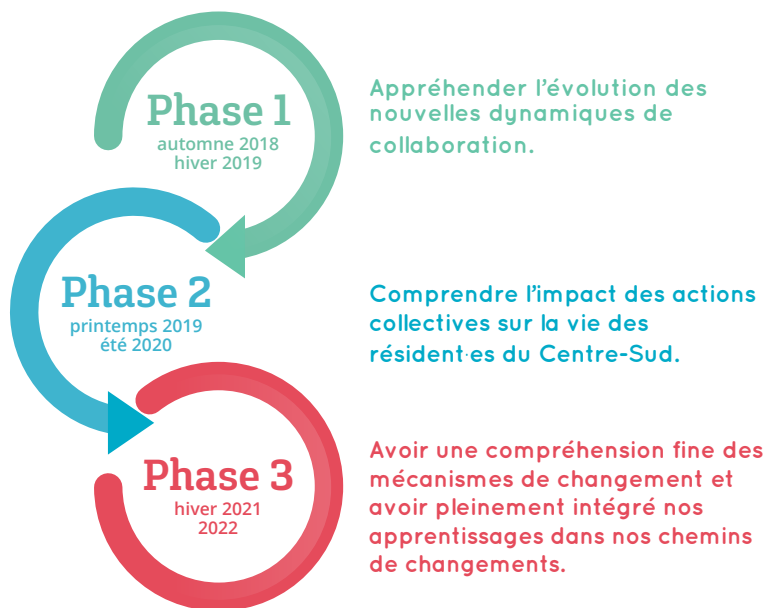 Phase 1
automne 2018
hiver 2019
Appréhender l'évolution des
nouvelles dynamiques de
collaboration.
Phase 2
printemps 2019
été 2020
Comprendre l'impact des actions
collectives sur la vie des
résident·es du Centre-Sud.
Phase 3
hiver 2021
2022
Avoir une compréhension fine des
mécanismes de changement et
avoir pleinement intégré nos
apprentissages dans nos chemins
de changements.